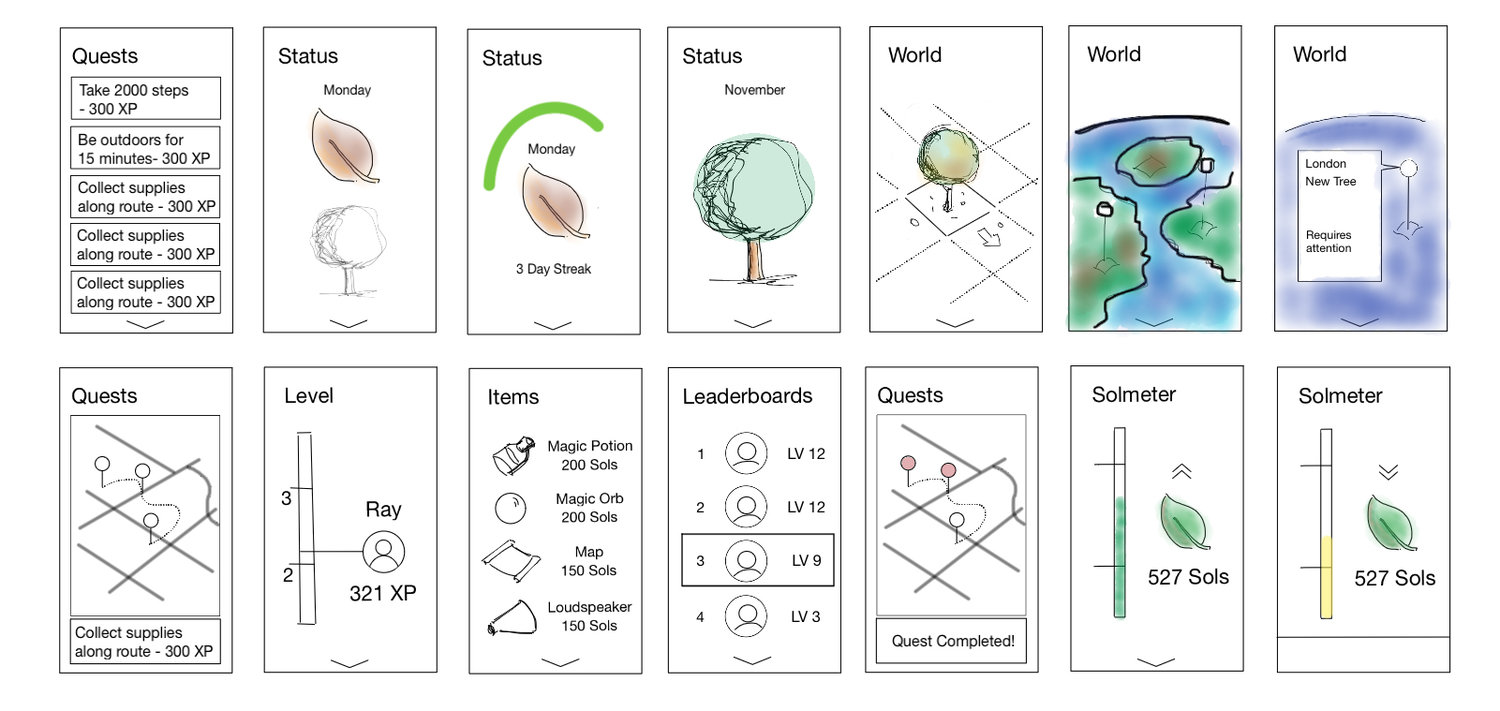 Quests
Take 2000 steps
- 300 XP
Be outdoors for
15 minutes- 300 XP
Collect supplies
along route - 300 XP
Collect supplies
along route - 300 XP
Collect supplies
along route - 300 XP
Status
Monday
Status
Monday
3 Day Streak
Status
November
World
World
World
London
New Tree
Requires
attention
Quests
Collect supplies
along route - 300 XP
Level
3
2
Ray
321 XP
Items
Magic Potion
200 Sols
Magic Orb
200 Sols
Map
150 Sols
Loudspeaker
150 Sols
Leaderboards
1 LV 12
2 LV 12
3 LV 9
4 LV 3
Quests
Quest Completed!
Solmeter
527 Sols
Solmeter
527 Sols